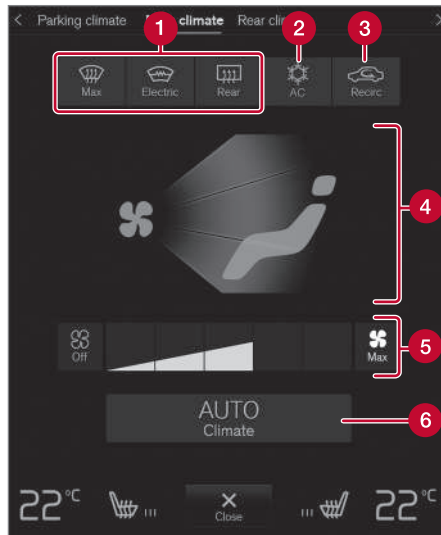 Parking climate climate Rear
1 2 3
Max Electric Rear AC Recirc
4
Off Max 5
AUTO
Climate 6
22°C Close 22°C